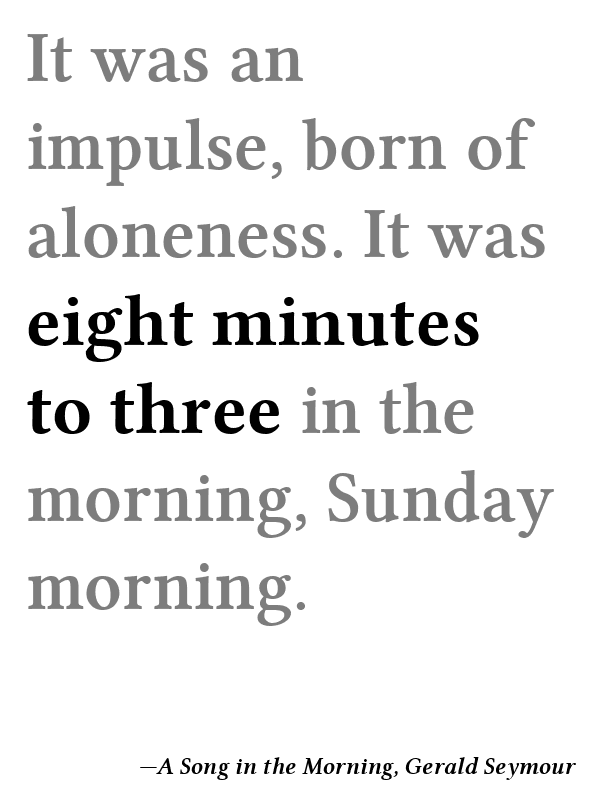 It was an
impulse, born of
aloneness. It was
eight minutes
to three in the
morning, Sunday
morning.
—A Song in the Morning, Gerald Seymour